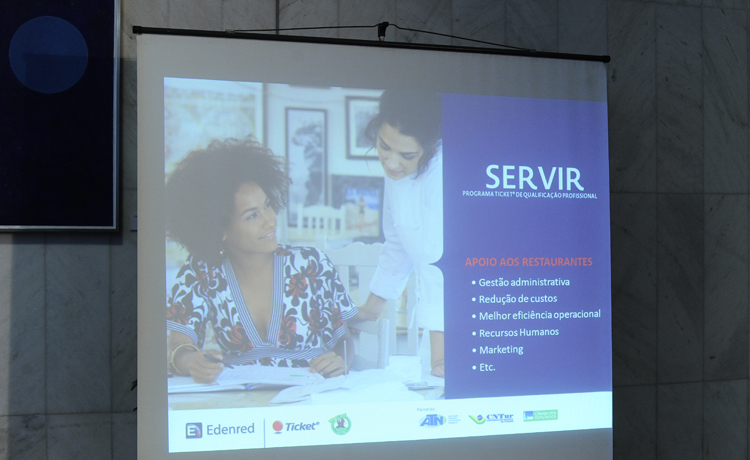 SERVIR
PROGRAMA TICKET® DE QUALIFICAÇÃO PROFISSIONAL
APOIO AOS RESTAURANTES
• Gestão administrativa
• Redução de custos
• Melhor eficiência operacional
• Recursos Humanos
• Marketing
• Etc.
Edenred
Ticket®
CNTur